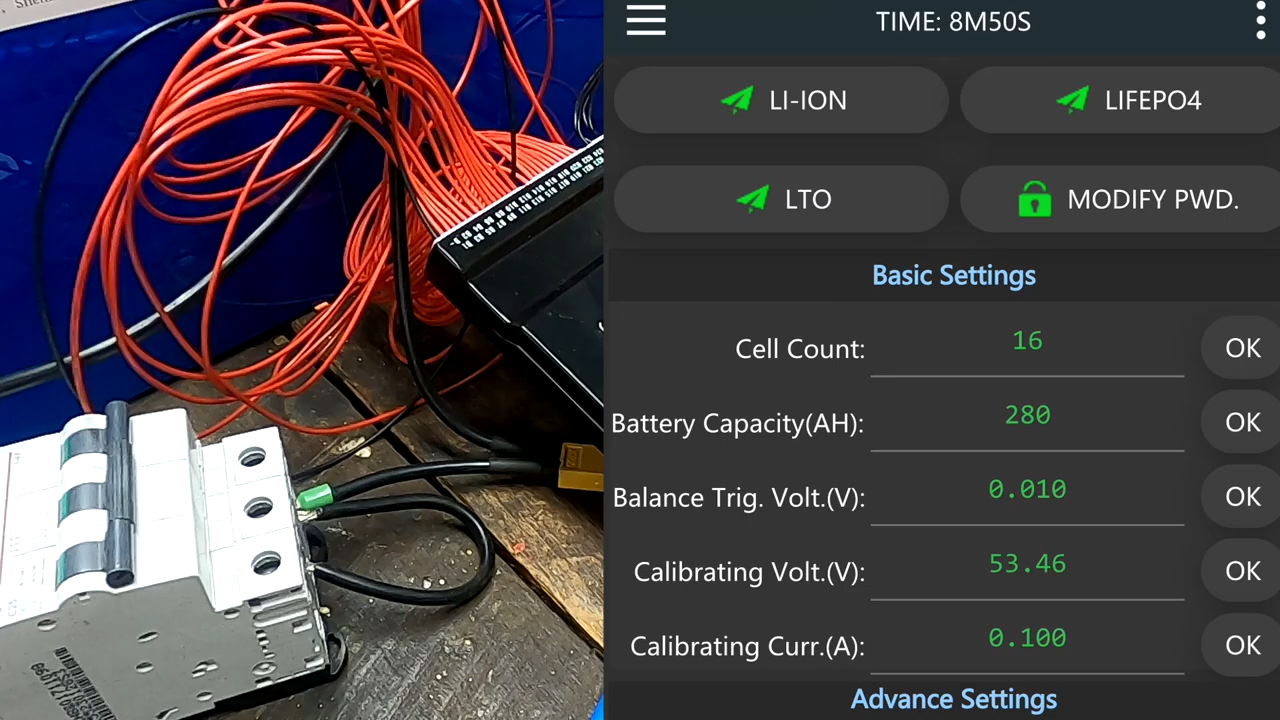 TIME: 8M50S
LI-ION
LIFEPO4
LTO
MODIFY PWD.
Basic Settings
Cell Count: 16 OK
Battery Capacity(AH): 280 OK
Balance Trig. Volt.(V): 0.010 OK
Calibrating Volt.(V): 53.46 OK
Calibrating Curr.(A): 0.100 OK
Advance Settings